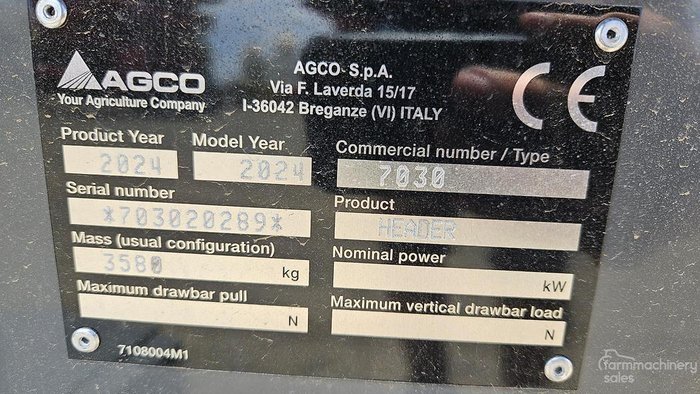 AGCO
Your Agriculture Company
AGCO S.p.A.
Via F. Laverda 15/17
I-36042 Breganze (VI) ITALY
CE
Product Year
2024
Model Year
2024
Commercial number / Type
7030
Serial number
*703020289*
Product
HEADER
Mass (usual configuration)
3580 kg
Nominal power
kW
Maximum drawbar pull
N
Maximum vertical drawbar load
N
7108004M1
farmmachinery
sales